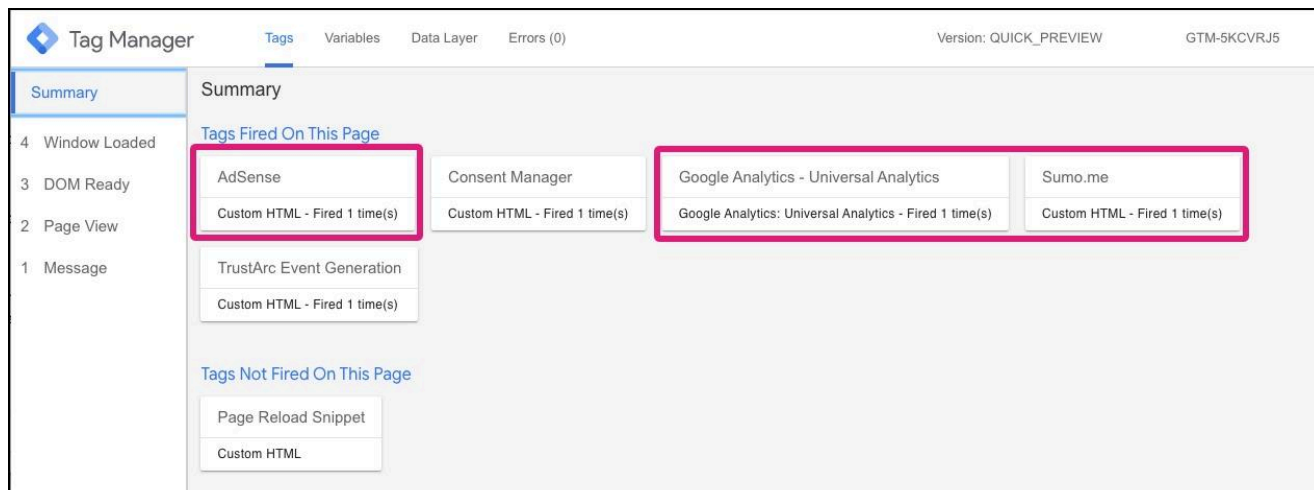 Tag Manager
Tags
Variables
Data Layer
Errors (0)
Version: QUICK_PREVIEW
GTM-5KCVRJ5
Summary
4 Window Loaded
3 DOM Ready
2 Page View
1 Message
Summary
Tags Fired On This Page
AdSense
Custom HTML - Fired 1 time(s)
Consent Manager
Custom HTML - Fired 1 time(s)
Google Analytics - Universal Analytics
Google Analytics: Universal Analytics - Fired 1 time(s)
Sumo.me
Custom HTML - Fired 1 time(s)
TrustArc Event Generation
Custom HTML - Fired 1 time(s)
Tags Not Fired On This Page
Page Reload Snippet
Custom HTML